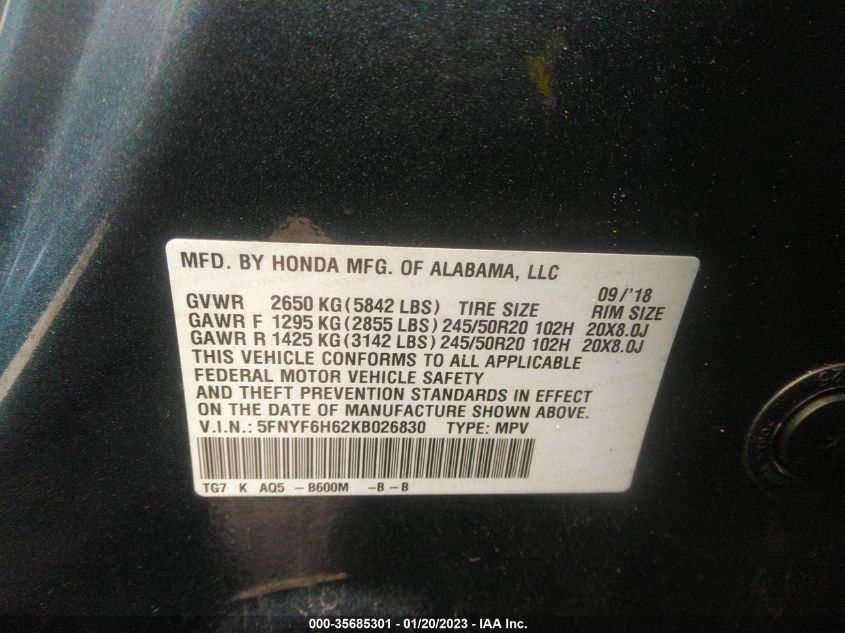 MFD. BY HONDA MFG. OF ALABAMA, LLC
09/'18
GVWR 2650 KG(5842 LBS) TIRE SIZE RIM SIZE
GAWR F 1295 KG(2855 LBS) 245/50R20 102H 20X8.0J
GAWR R 1425 KG(3142 LBS) 245/50R20 102H 20X8.0J
THIS VEHICLE CONFORMS TO ALL APPLICABLE
FEDERAL MOTOR VEHICLE SAFETY
AND THEFT PREVENTION STANDARDS IN EFFECT
ON THE DATE OF MANUFACTURE SHOWN ABOVE.
V.I.N.: 5FNYF6H62KB026830 TYPE: MPV
TG7 K AQ5 -B600M -B-B
000-35685301 - 01/20/2023 - IAA Inc.